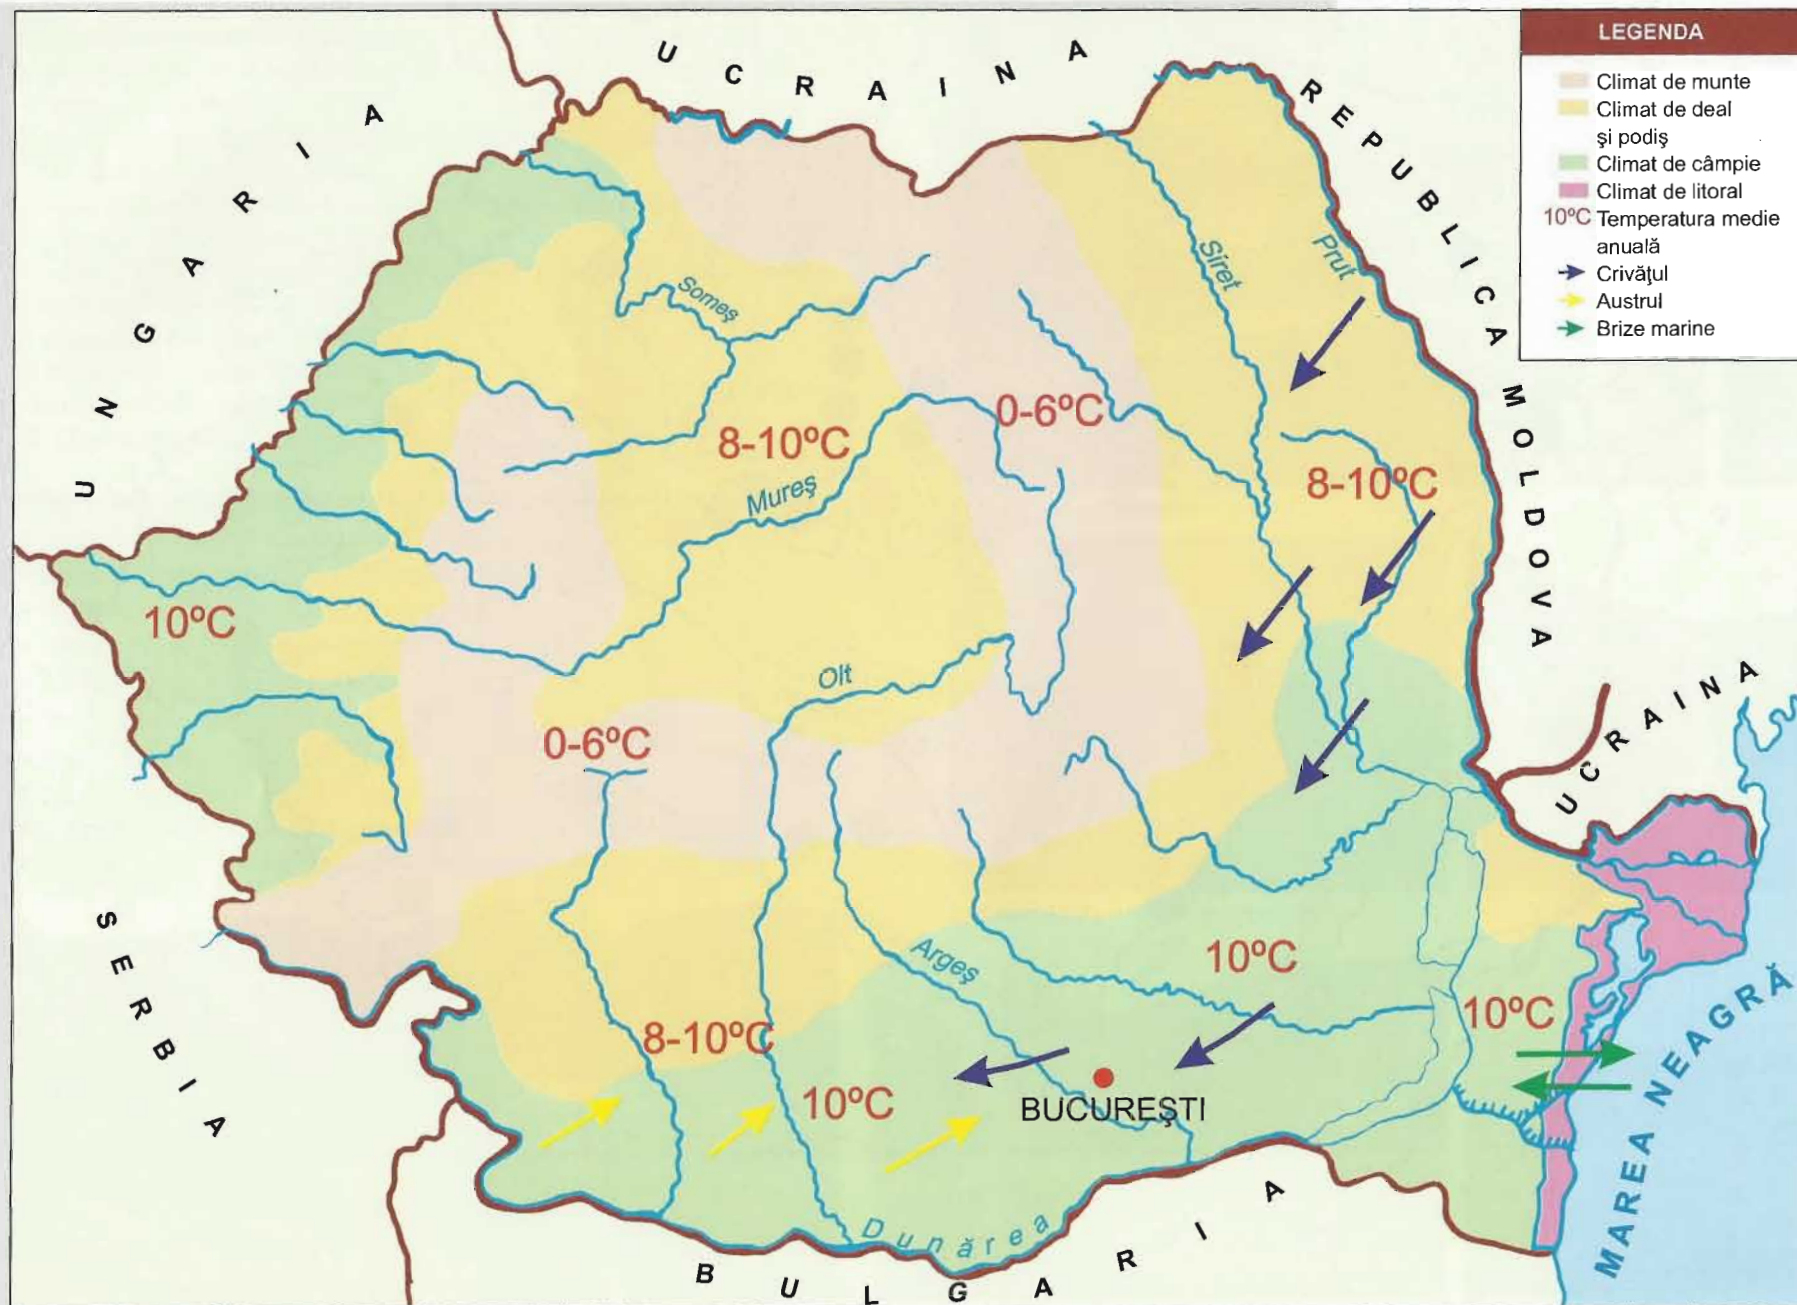 LEGENDA
Climat de munte
Climat de deal
şi podiş
Climat de câmpie
Climat de litoral
10ºC Temperatura medie
anuală
Crivăţul
Austrul
Brize marine
UCRAINA
REPUBLICA MOLDOVA
UNGARIA
Siret
Prut
Someş
0-6ºC
8-10ºC
8-10ºC
Mureş
10ºC
Olt
0-6ºC
UCRAINA
SERBIA
Argeş
10ºC
10ºC
8-10ºC
10ºC
BUCUREŞTI
MAREA NEAGRĂ
Dunărea
BULGARIA